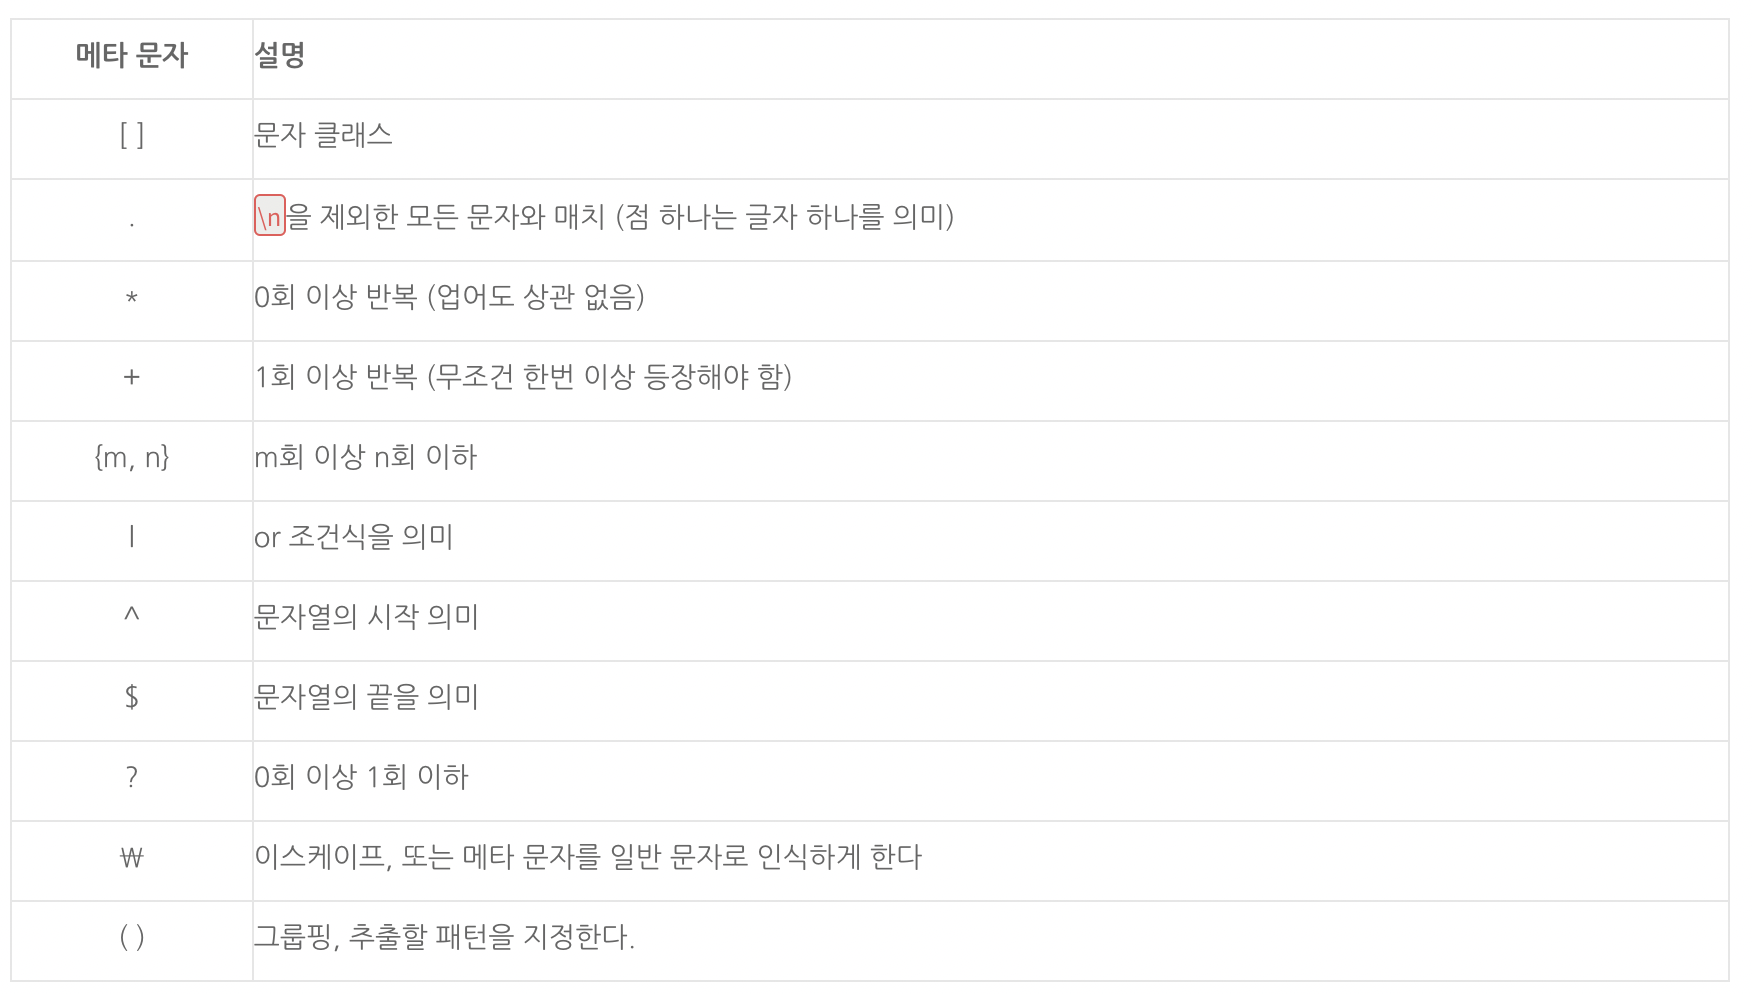 메타 문자 설명
[ ] 문자 클래스
. \n을 제외한 모든 문자와 매치 (점 하나는 글자 하나를 의미)
* 0회 이상 반복 (업어도 상관 없음)
+ 1회 이상 반복 (무조건 한번 이상 등장해야 함)
{m, n} m회 이상 n회 이하
| or 조건식을 의미
^ 문자열의 시작 의미
$ 문자열의 끝을 의미
? 0회 이상 1회 이하
₩ 이스케이프, 또는 메타 문자를 일반 문자로 인식하게 한다
( ) 그룹핑, 추출할 패턴을 지정한다.